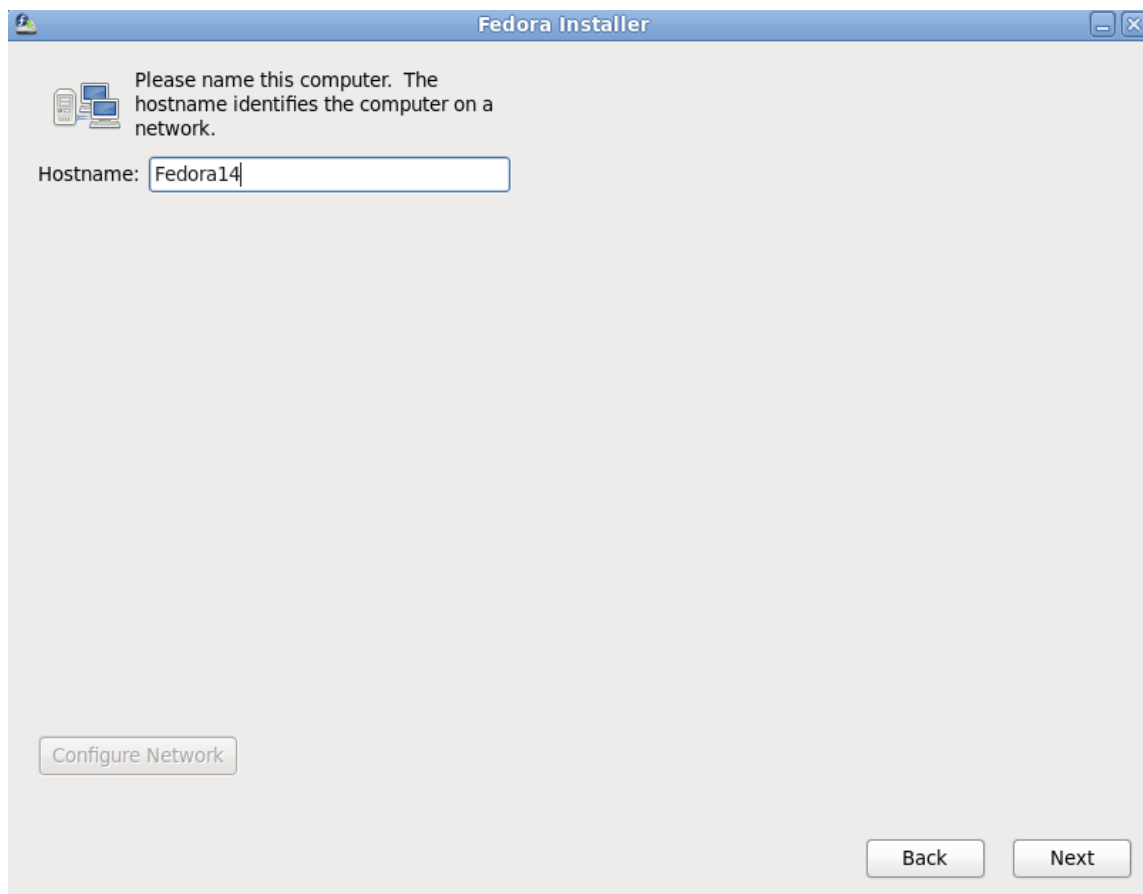 Fedora Installer
Please name this computer.  The
hostname identifies the computer on a
network.
Hostname: Fedora14
Configure Network
Back Next